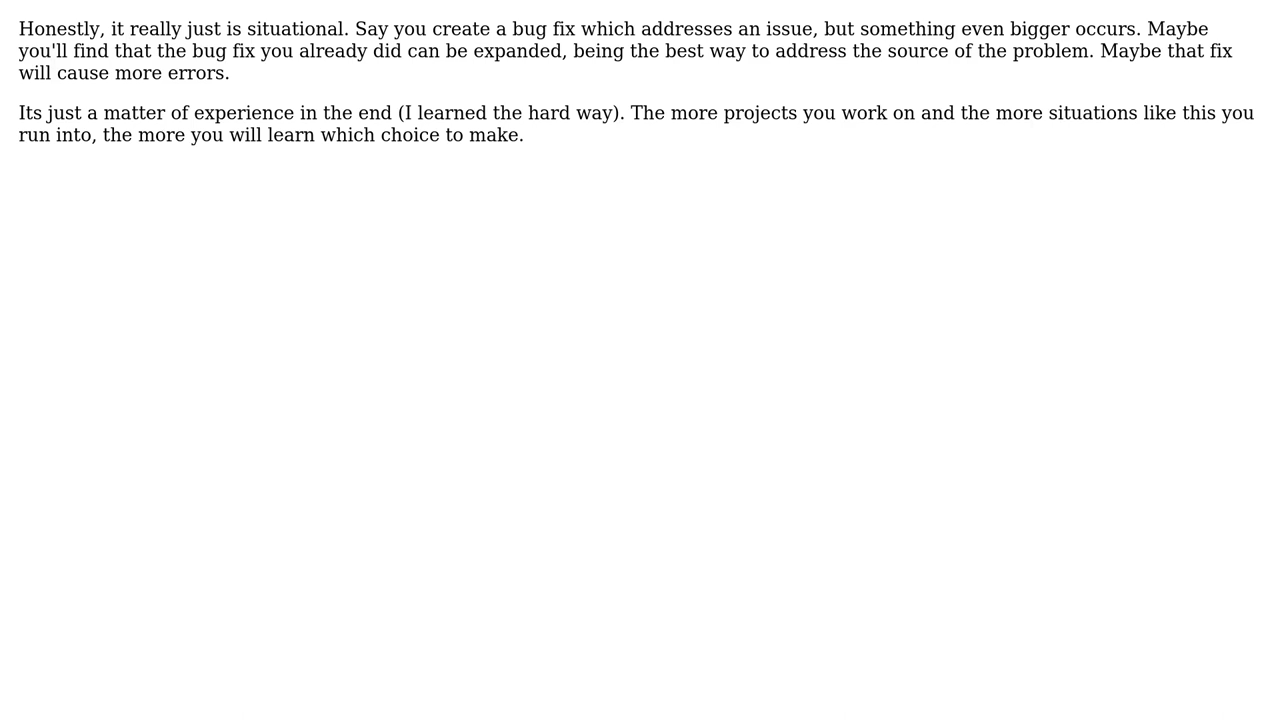 Honestly, it really just is situational. Say you create a bug fix which addresses an issue, but something even bigger occurs. Maybe
you'll find that the bug fix you already did can be expanded, being the best way to address the source of the problem. Maybe that fix
will cause more errors.
Its just a matter of experience in the end (I learned the hard way). The more projects you work on and the more situations like this you
run into, the more you will learn which choice to make.